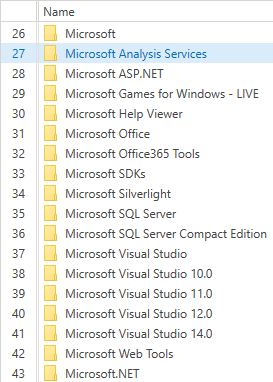 Name
26 Microsoft
27 Microsoft Analysis Services
28 Microsoft ASP.NET
29 Microsoft Games for Windows - LIVE
30 Microsoft Help Viewer
31 Microsoft Office
32 Microsoft Office365 Tools
33 Microsoft SDKs
34 Microsoft Silverlight
35 Microsoft SQL Server
36 Microsoft SQL Server Compact Edition
37 Microsoft Visual Studio
38 Microsoft Visual Studio 10.0
39 Microsoft Visual Studio 11.0
40 Microsoft Visual Studio 12.0
41 Microsoft Visual Studio 14.0
42 Microsoft Web Tools
43 Microsoft.NET